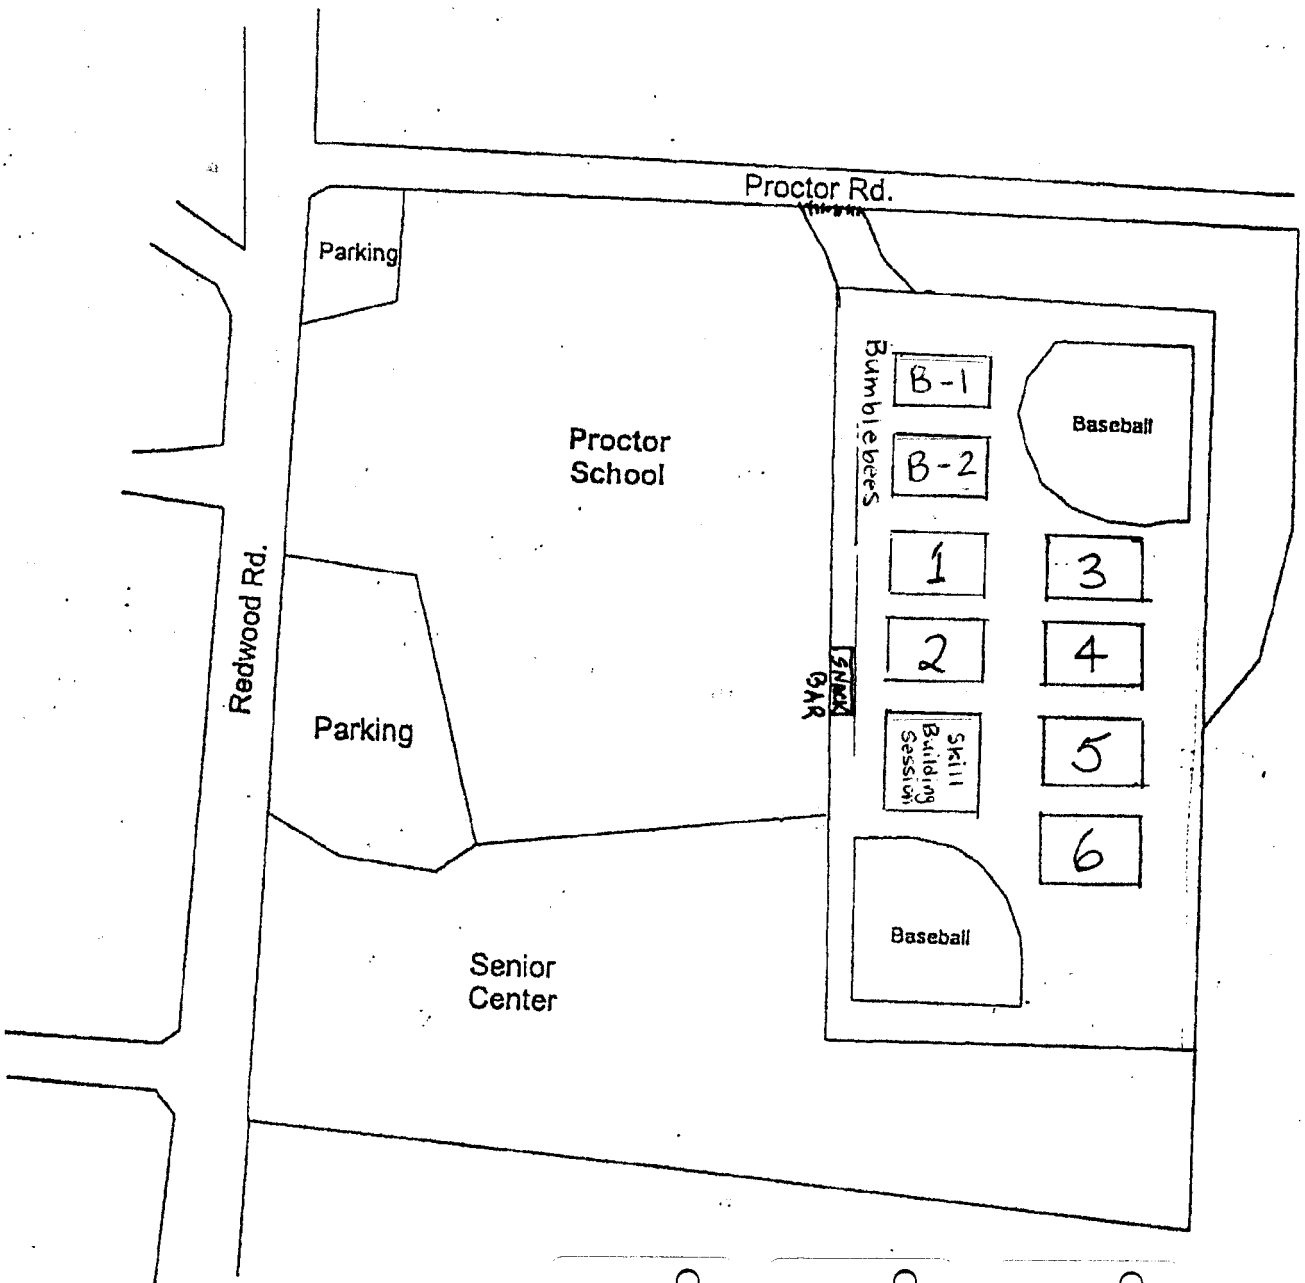 Proctor Rd.
Parking
Bumblebees
B-1
Baseball
Proctor
School
B-2
1
3
Redwood Rd.
2
4
SNACK
BAR
Parking
Skill
Building
Session
5
6
Baseball
Senior
Center